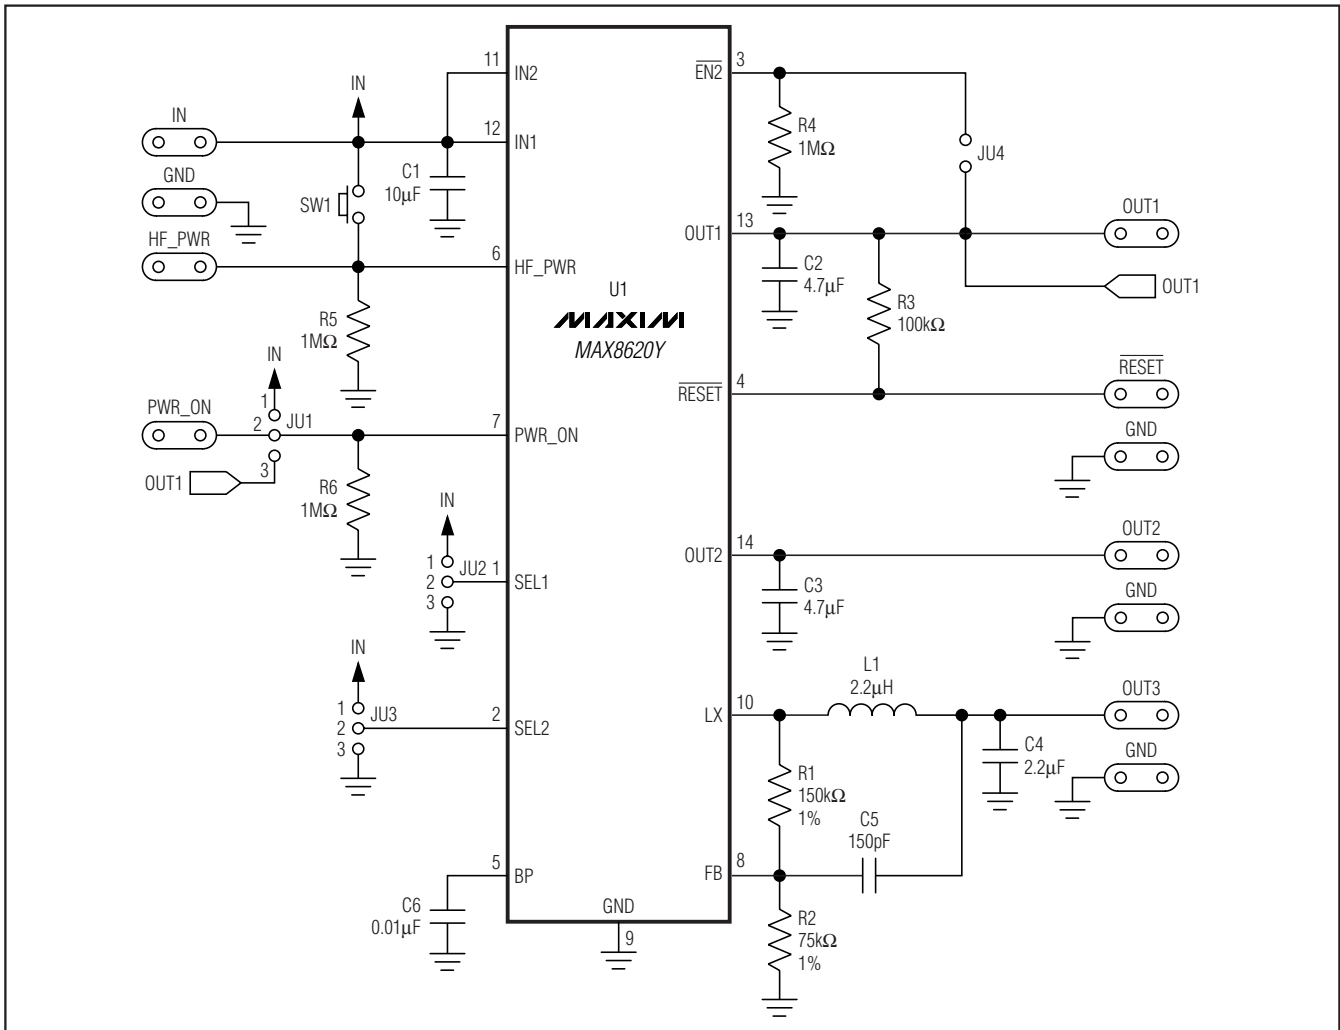 IN
GND
HF_PWR
PWR_ON
OUT1
IN
SW1
C1
10µF
R5
1MΩ
IN
1
2
3
JU1
R6
1MΩ
IN
1
2
3
JU2
IN
1
2
3
JU3
C6
0.01µF
11
IN2
12
IN1
6
HF_PWR
7
PWR_ON
1
SEL1
2
SEL2
5
BP
U1
MAXIM
MAX8620Y
GND
9
EN2
3
OUT1
13
RESET
4
OUT2
14
LX
10
FB
8
R4
1MΩ
JU4
C2
4.7µF
R3
100kΩ
C3
4.7µF
L1
2.2µH
R1
150kΩ
1%
C5
150pF
C4
2.2µF
R2
75kΩ
1%
OUT1
OUT1
RESET
GND
OUT2
GND
OUT3
GND